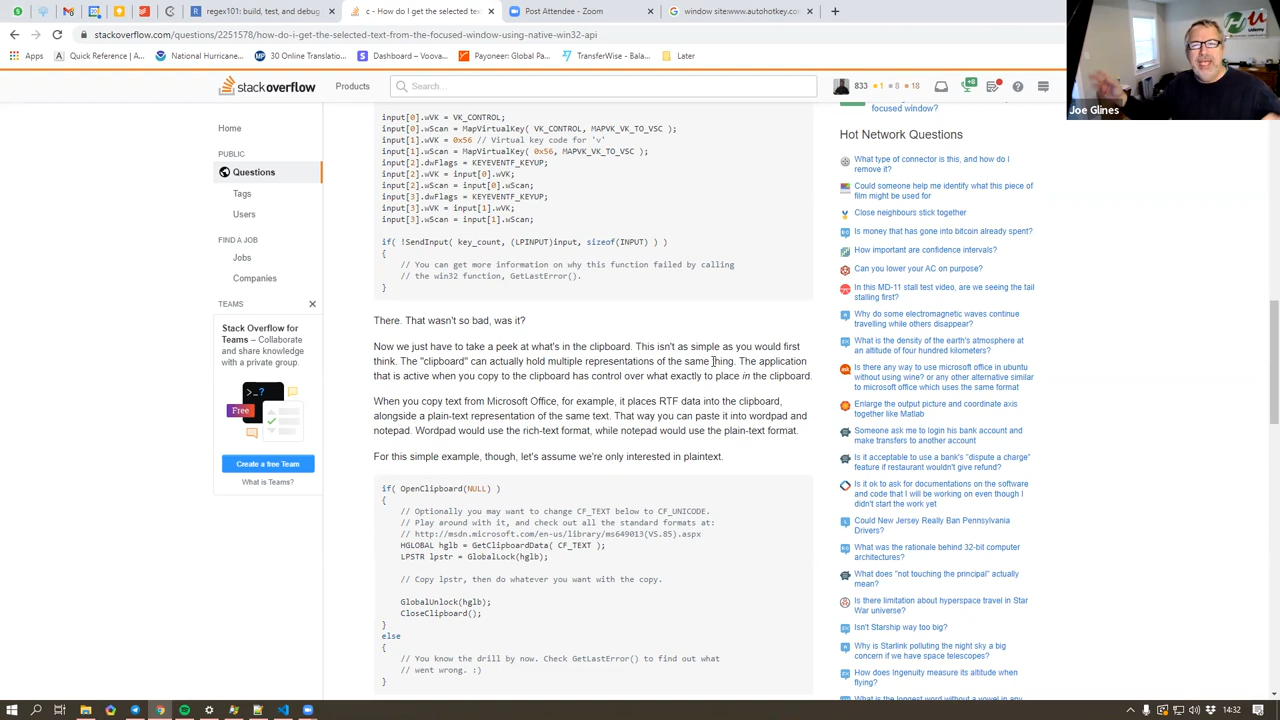 regex101: build, test, and debug
c - How do I get the selected text
Post Attendee - Zoom
window site:www.autohotkey.co
stackoverflow.com/questions/2251578/how-do-i-get-the-selected-text-from-the-focused-window-using-native-win32-api
Apps
Quick Reference | A...
National Hurricane...
30 Online Translatio...
Dashboard – Voova...
Payoneer Global Pa...
TransferWise - Bala...
Later
Joe Glines
Udemy
stackoverflow
Products
Search...
833 1 8 18
+8
Home
PUBLIC
Questions
Tags
Users
FIND A JOB
Jobs
Companies
TEAMS
Stack Overflow for
Teams – Collaborate
and share knowledge
with a private group.
Free
Create a free Team
What is Teams?
input[0].wVK = VK_CONTROL;
input[0].wScan = MapVirtualKey( VK_CONTROL, MAPVK_VK_TO_VSC );
input[1].wVK = 0x56 // Virtual key code for 'v'
input[1].wScan = MapVirtualKey( 0x56, MAPVK_VK_TO_VSC );
input[2].dwFlags = KEYEVENTF_KEYUP;
input[2].wVK = input[0].wVK;
input[2].wScan = input[0].wScan;
input[3].dwFlags = KEYEVENTF_KEYUP;
input[3].wVK = input[1].wVK;
input[3].wScan = input[1].wScan;
if( !SendInput( key_count, (LPINPUT)input, sizeof(INPUT) ) )
{
// You can get more information on why this function failed by calling
// the win32 function, GetLastError().
}
There. That wasn't so bad, was it?
Now we just have to take a peek at what's in the clipboard. This isn't as simple as you would first
think. The "clipboard" can actually hold multiple representations of the same thing. The application
that is active when you copy to the clipboard has control over what exactly to place in the clipboard.
When you copy text from Microsoft Office, for example, it places RTF data into the clipboard,
alongside a plain-text representation of the same text. That way you can paste it into wordpad and
notepad. Wordpad would use the rich-text format, while notepad would use the plain-text format.
For this simple example, though, let's assume we're only interested in plaintext.
if( OpenClipboard(NULL) )
{
// Optionally you may want to change CF_TEXT below to CF_UNICODE.
// Play around with it, and check out all the standard formats at:
// http://msdn.microsoft.com/en-us/library/ms649013(VS.85).aspx
HGLOBAL hglb = GetClipboardData( CF_TEXT );
LPSTR lpstr = GlobalLock(hglb);
// Copy lpstr, then do whatever you want with the copy.
GlobalUnlock(hglb);
CloseClipboard();
}
else
{
// You know the drill by now. Check GetLastError() to find out what
// went wrong. :)
}
focused window?
Hot Network Questions
What type of connector is this, and how do I
remove it?
Could someone help me identify what this piece of
film might be used for
Close neighbours stick together
Is money that has gone into bitcoin already spent?
How important are confidence intervals?
Can you lower your AC on purpose?
In this MD-11 stall test video, are we seeing the tail
stalling first?
Why do some electromagnetic waves continue
travelling while others disappear?
What is the density of the earth's atmosphere at
an altitude of four hundred kilometers?
Is there any way to use microsoft office in ubuntu
without using wine? or any other alternative similar
to microsoft office which uses the same format
Enlarge the output picture and coordinate axis
together like Matlab
Someone ask me to login his bank account and
make transfers to another account
Is it acceptable to use a bank's "dispute a charge"
feature if restaurant wouldn't give refund?
Is it ok to ask for documentations on the software
and code that I will be working on even though I
didn't start the work yet
Could New Jersey Really Ban Pennsylvania
Drivers?
What was the rationale behind 32-bit computer
architectures?
What does "not touching the principal" actually
mean?
Is there limitation about hyperspace travel in Star
War universe?
Isn't Starship way too big?
Why is Starlink polluting the night sky a big
concern if we have space telescopes?
How does Ingenuity measure its altitude when
flying?
What is the longest word without a vowel in any
14:32